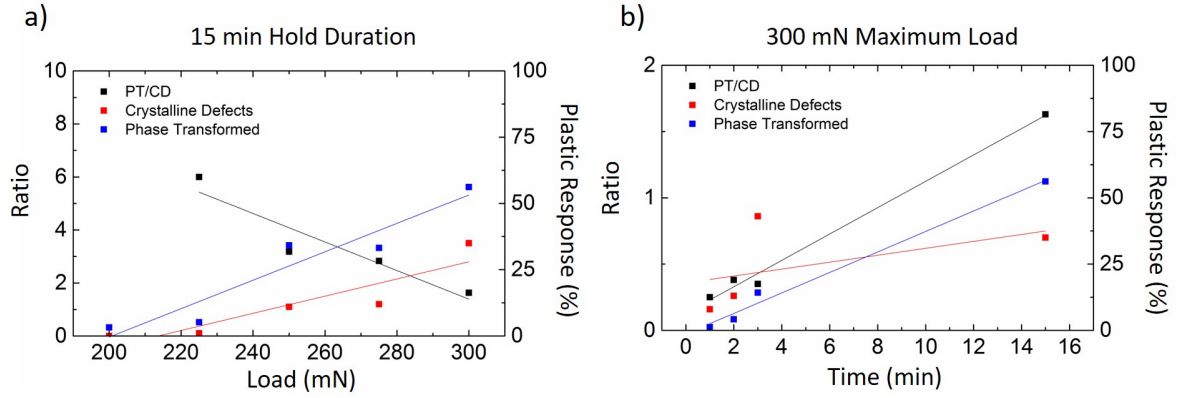 a)
15 min Hold Duration
10
8
6
4
2
0
Ratio
PT/CD
Crystalline Defects
Phase Transformed
100
75
50
25
0
Plastic Response (%)
200 220 240 260 280 300
Load (mN)
b)
300 mN Maximum Load
2
1
0
Ratio
PT/CD
Crystalline Defects
Phase Transformed
100
75
50
25
0
Plastic Response (%)
0 2 4 6 8 10 12 14 16
Time (min)